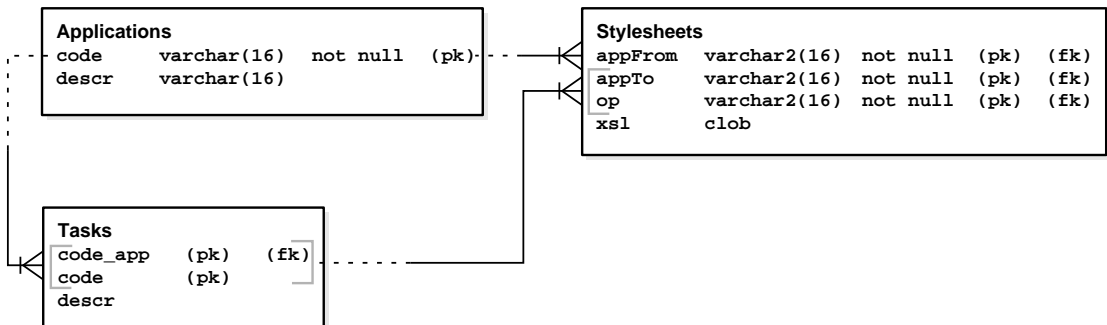 Applications
code varchar(16) not null (pk)
descr varchar(16)
Stylesheets
appFrom varchar2(16) not null (pk) (fk)
appTo varchar2(16) not null (pk) (fk)
op varchar2(16) not null (pk) (fk)
xsl clob
Tasks
code_app (pk) (fk)
code (pk)
descr